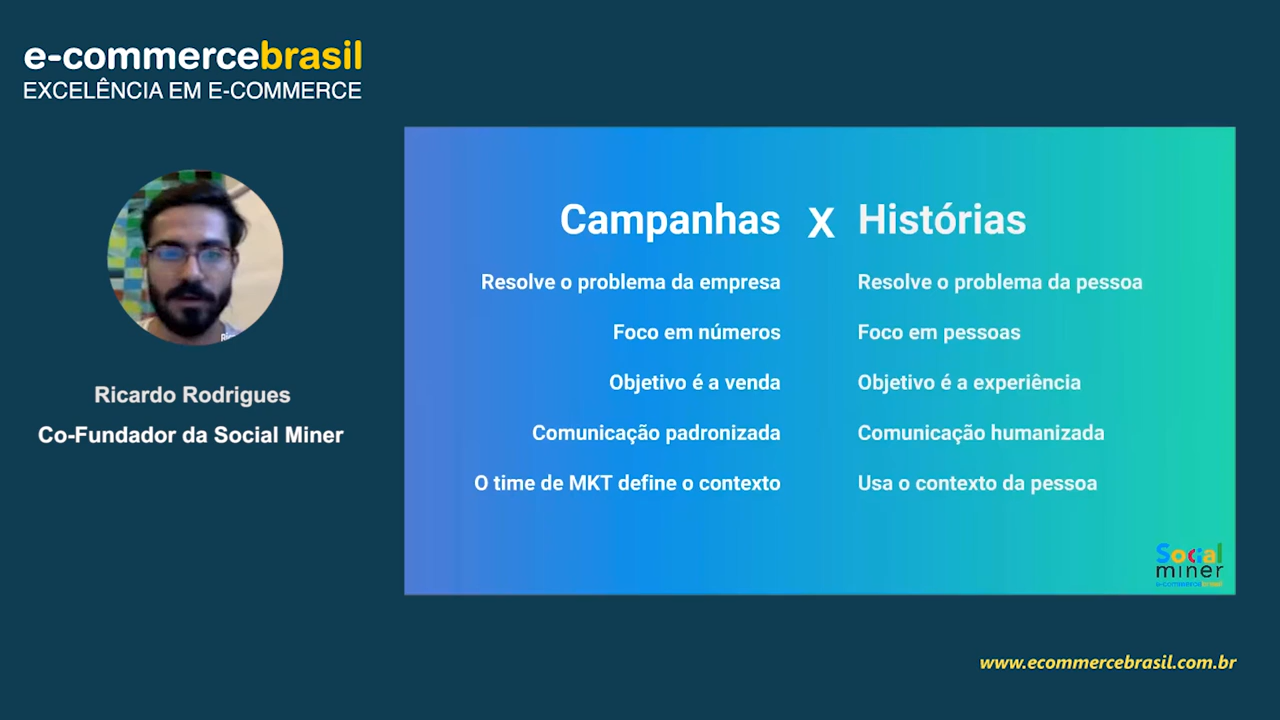 e-commercebrasil
EXCELÊNCIA EM E-COMMERCE
Ricardo Rodrigues
Co-Fundador da Social Miner
Campanhas X Histórias
Resolve o problema da empresa Resolve o problema da pessoa
Foco em números Foco em pessoas
Objetivo é a venda Objetivo é a experiência
Comunicação padronizada Comunicação humanizada
O time de MKT define o contexto Usa o contexto da pessoa
Social
miner
e-commercebrasil
www.ecommercebrasil.com.br